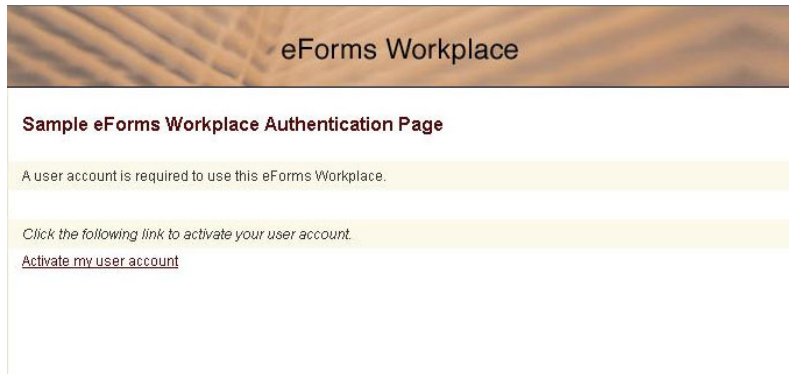 eForms Workplace
Sample eForms Workplace Authentication Page
A user account is required to use this eForms Workplace.
Click the following link to activate your user account.
Activate my user account